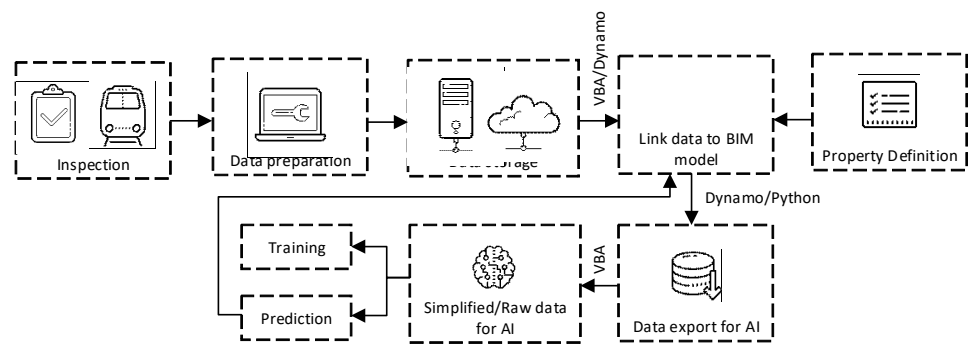 VBA/Dynamo
Inspection
Data preparation
Link data to BIM
model
Property Definition
Dynamo/Python
Training
Prediction
Simplified/Raw data
for AI
VBA
Data export for AI